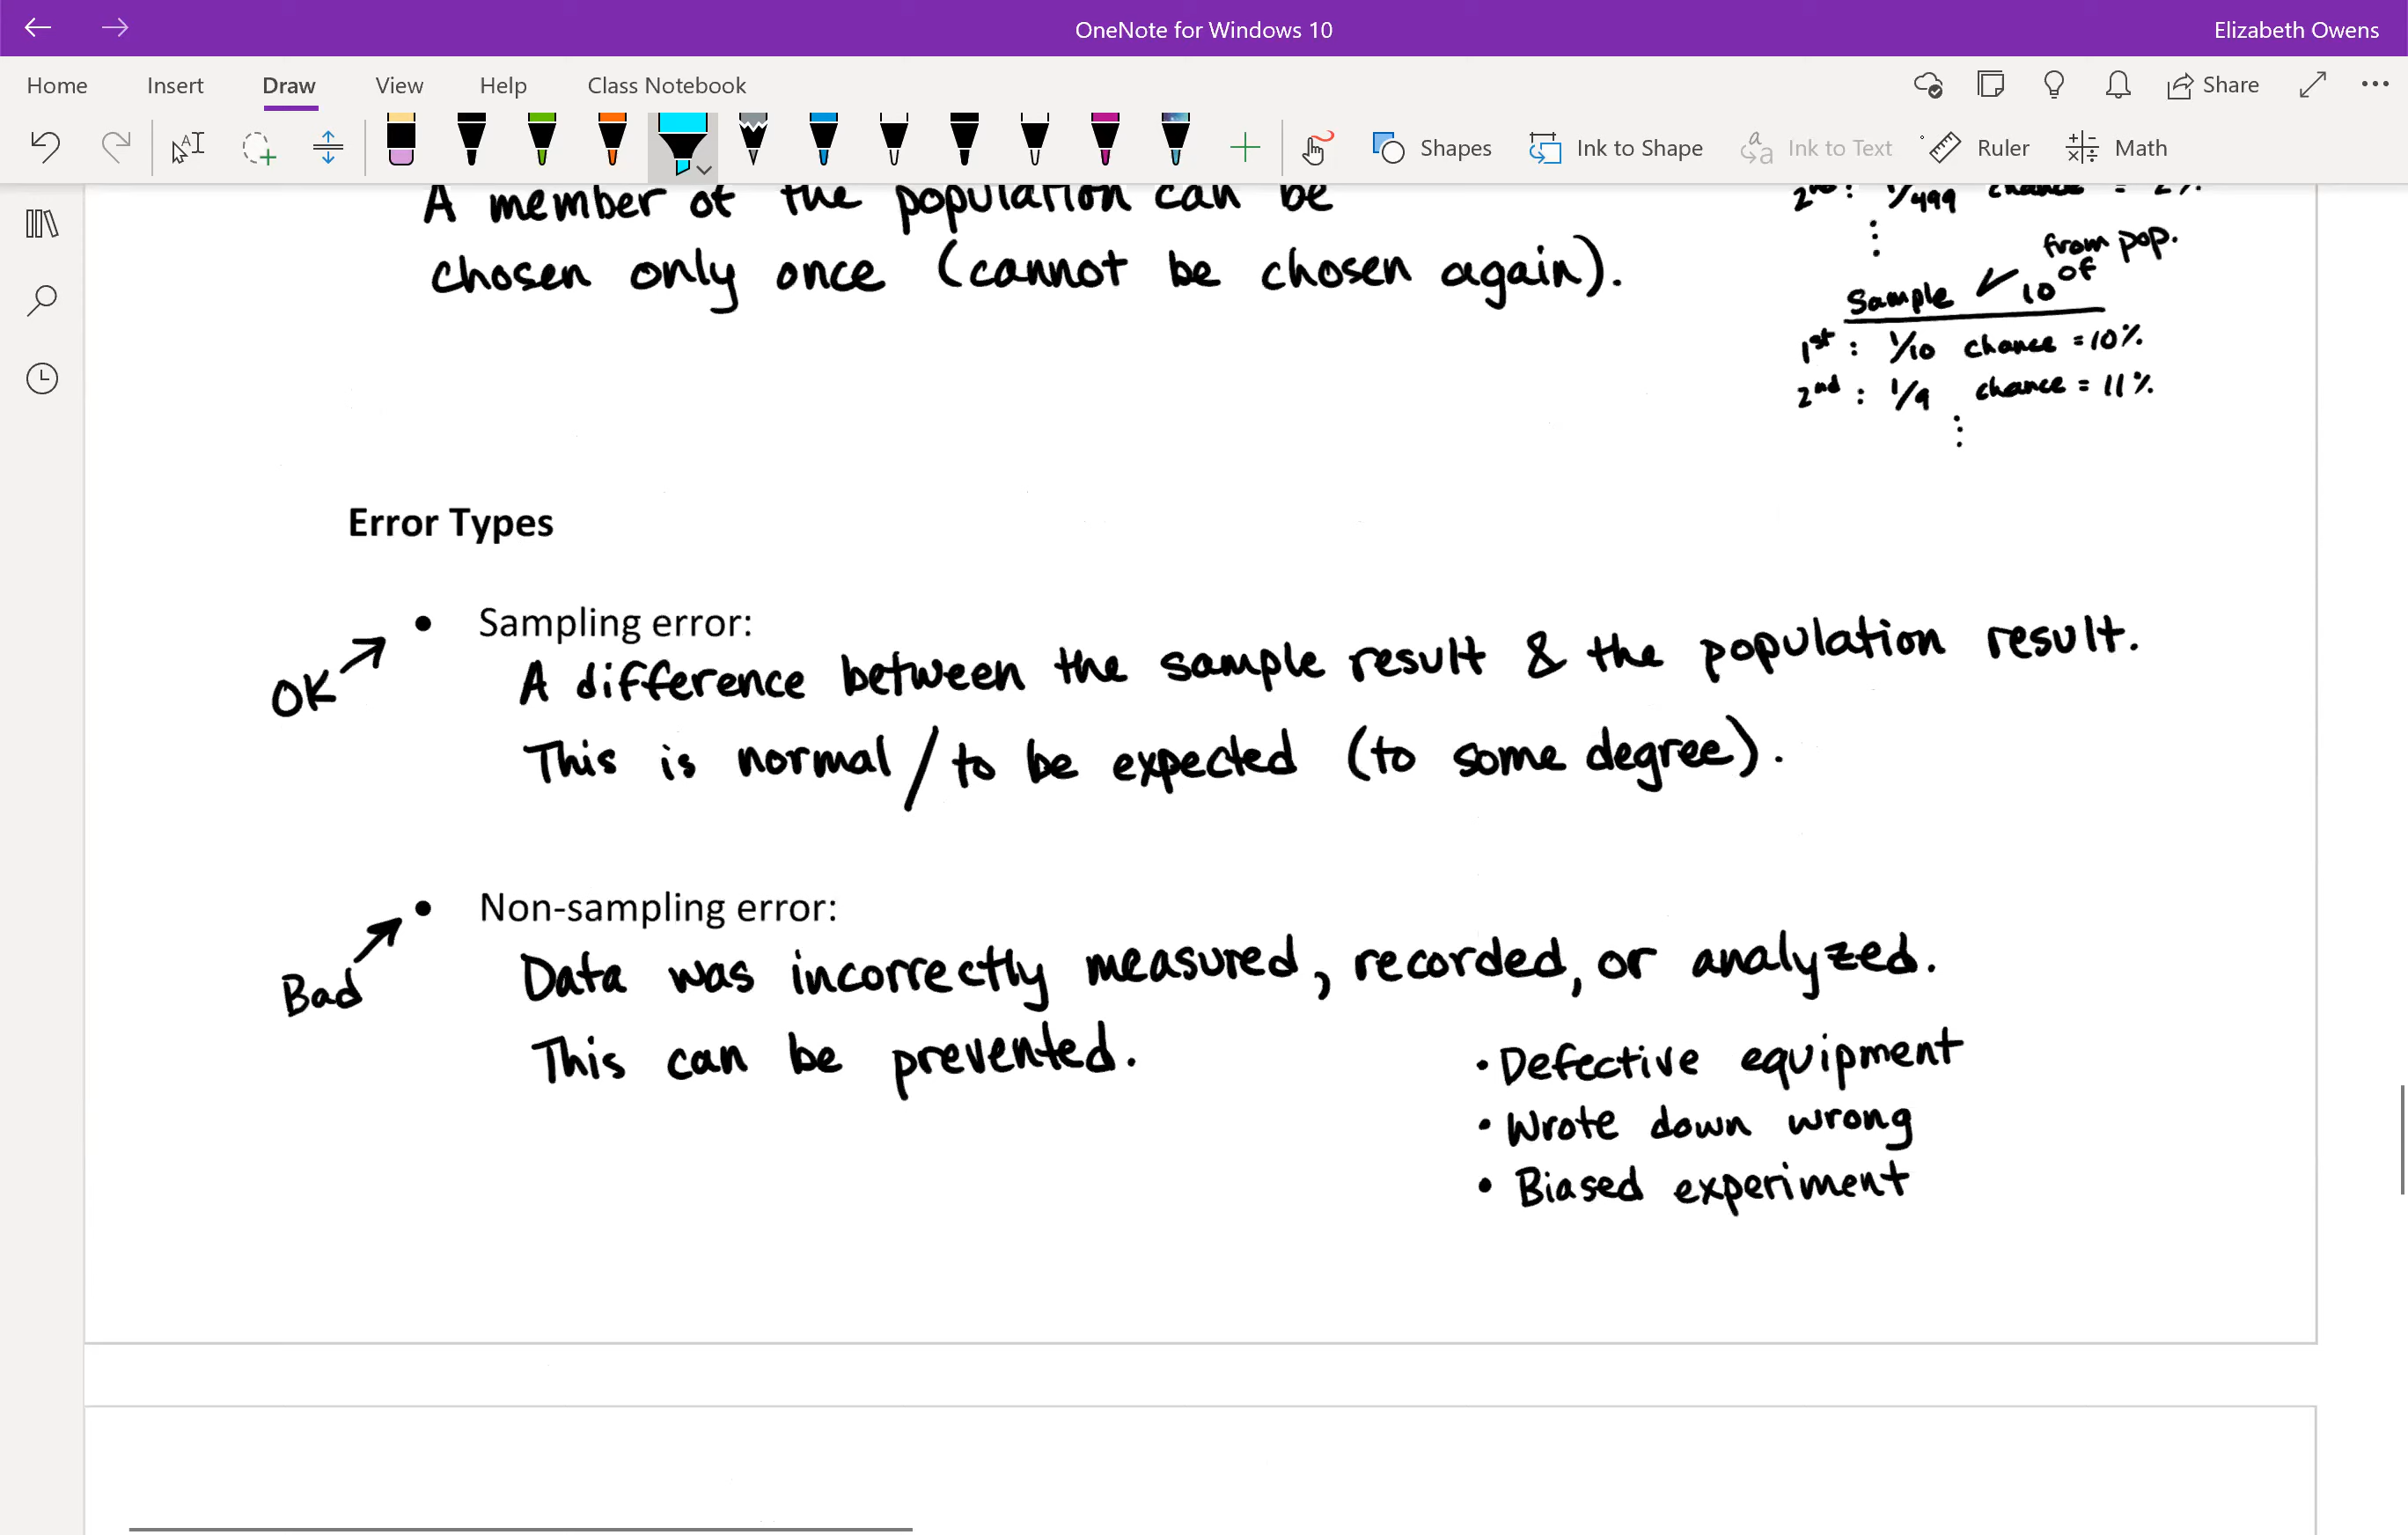 OneNote for Windows 10
Elizabeth Owens
Home Insert Draw View Help Class Notebook
Share
Shapes Ink to Shape Ink to Text Ruler Math
A member of the population can be
chosen only once (cannot be chosen again).
2nd : 1/499 chance = 2%
from pop.
Sample 10 of
1st : 1/10 chance = 10%
2nd : 1/9 chance = 11%
Error Types
• Sampling error:
OK
A difference between the sample result & the population result.
This is normal / to be expected (to some degree).
• Non-sampling error:
Bad
Data was incorrectly measured, recorded, or analyzed.
This can be prevented.
• Defective equipment
• Wrote down wrong
• Biased experiment